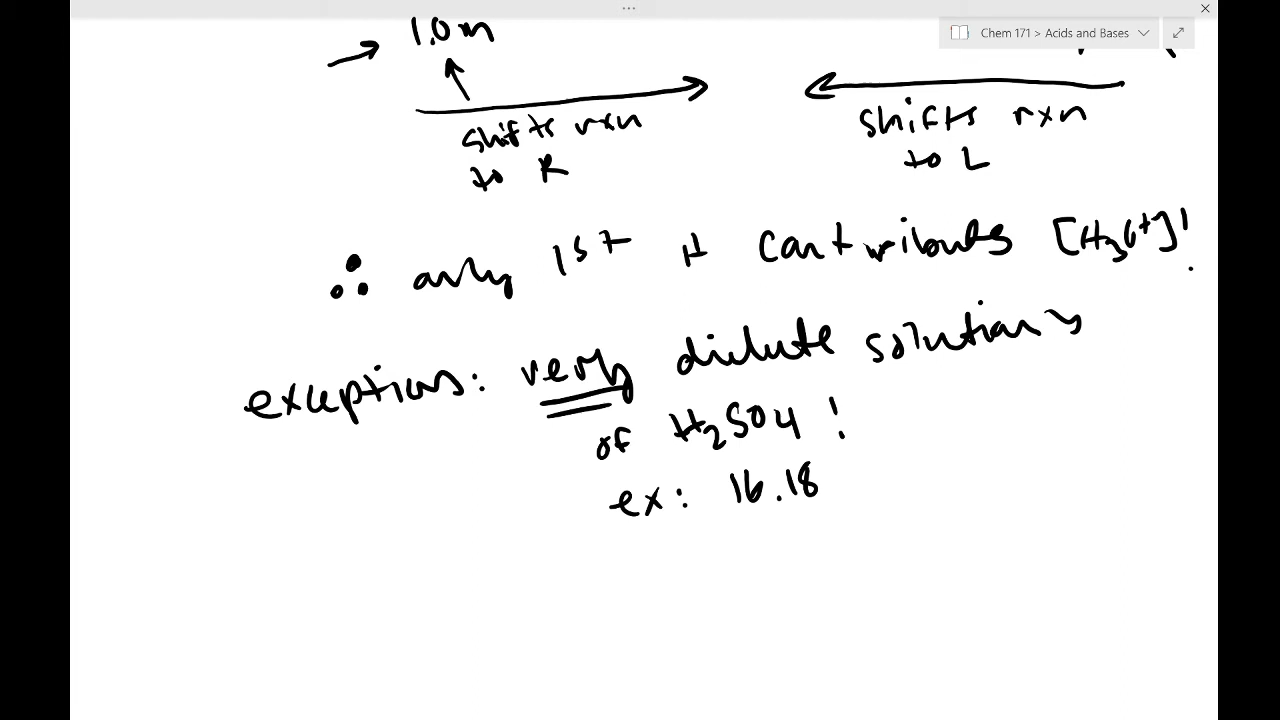 Chem 171 > Acids and Bases
→ 1.0 m
shifts rxn to R
shifts rxn to L
∴ only 1st H contributes [H3O+]!
exceptions: very dilute solutions
of H2SO4!
ex: 16.18